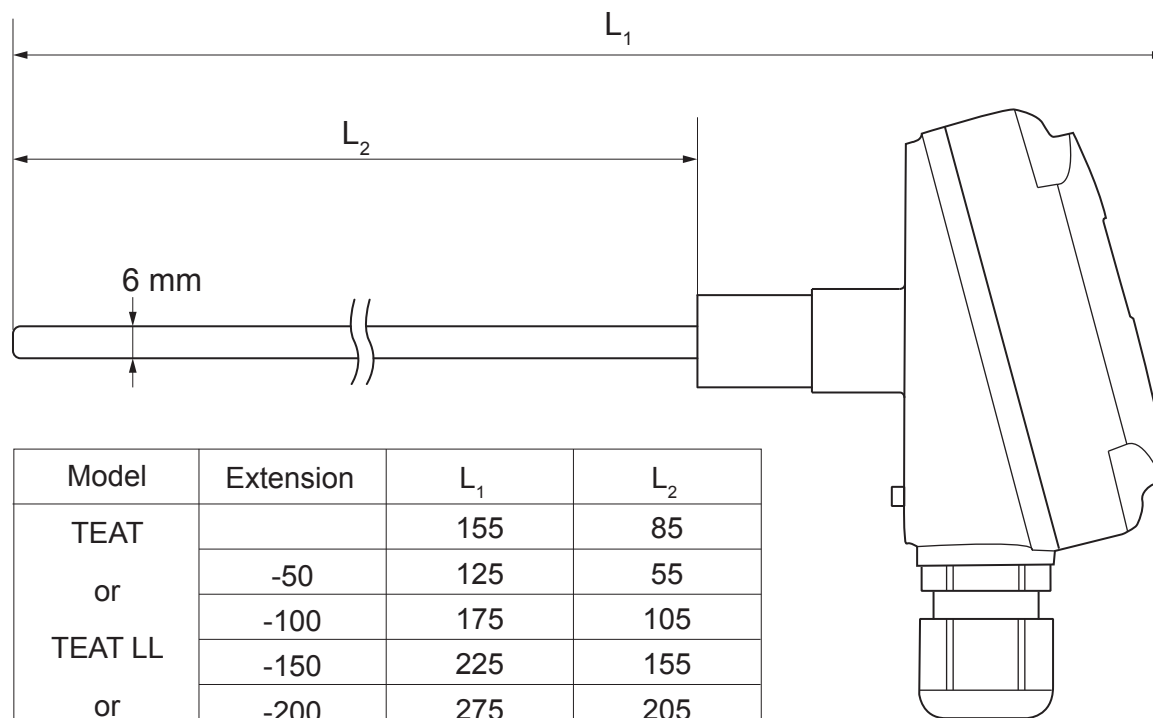 L₁
L₂
6 mm
Model Extension L₁ L₂
TEAT 155 85
or -50 125 55
-100 175 105
TEAT LL -150 225 155
or -200 275 205